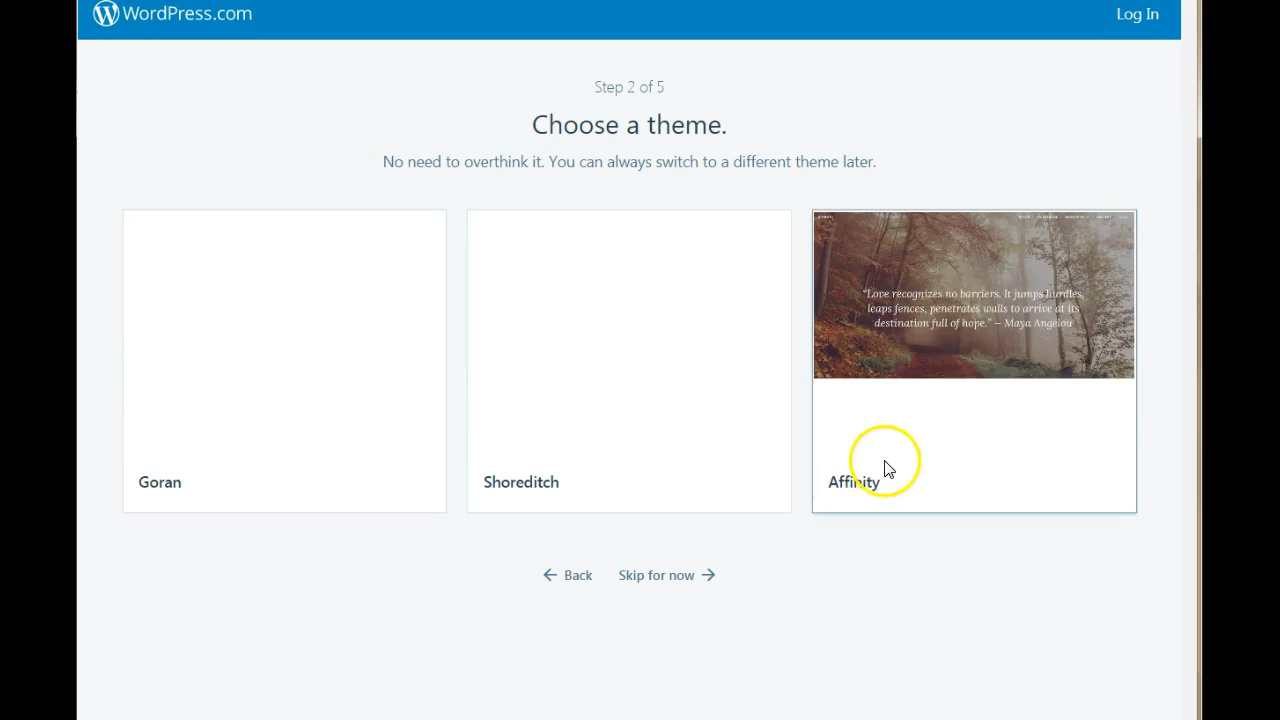 WordPress.com
Log In
Step 2 of 5
Choose a theme.
No need to overthink it. You can always switch to a different theme later.
"Love recognizes no barriers. It jumps hurdles,
leaps fences, penetrates walls to arrive at its
destination full of hope." — Maya Angelou
Goran
Shoreditch
Affinity
← Back
Skip for now →